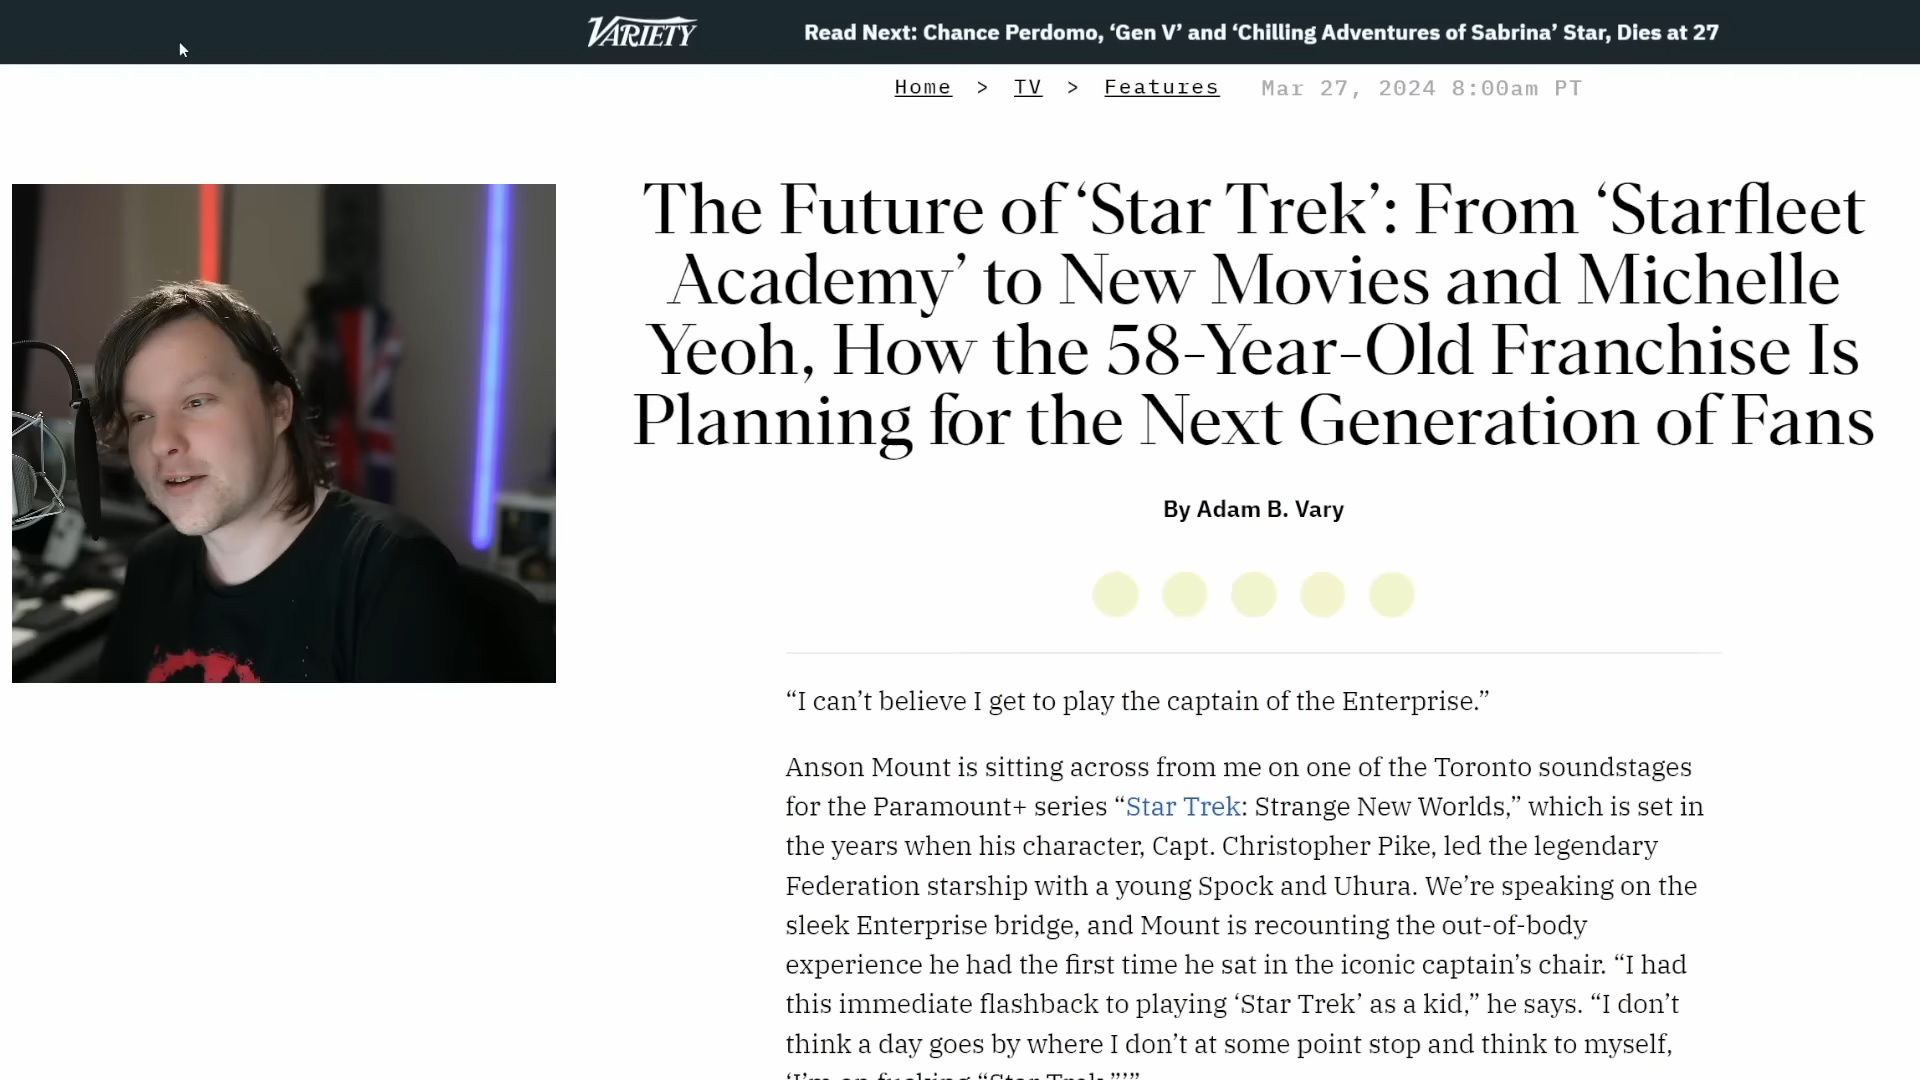 VARIETY
Read Next: Chance Perdomo, ‘Gen V’ and ‘Chilling Adventures of Sabrina’ Star, Dies at 27
Home > TV > Features Mar 27, 2024 8:00am PT
The Future of ‘Star Trek’: From ‘Starfleet
Academy’ to New Movies and Michelle
Yeoh, How the 58-Year-Old Franchise Is
Planning for the Next Generation of Fans
By Adam B. Vary
“I can’t believe I get to play the captain of the Enterprise.”
Anson Mount is sitting across from me on one of the Toronto soundstages
for the Paramount+ series “Star Trek: Strange New Worlds,” which is set in
the years when his character, Capt. Christopher Pike, led the legendary
Federation starship with a young Spock and Uhura. We’re speaking on the
sleek Enterprise bridge, and Mount is recounting the out-of-body
experience he had the first time he sat in the iconic captain’s chair. “I had
this immediate flashback to playing ‘Star Trek’ as a kid,” he says. “I don’t
think a day goes by where I don’t at some point stop and think to myself,
‘I’m on fucking “Star Trek.”’”